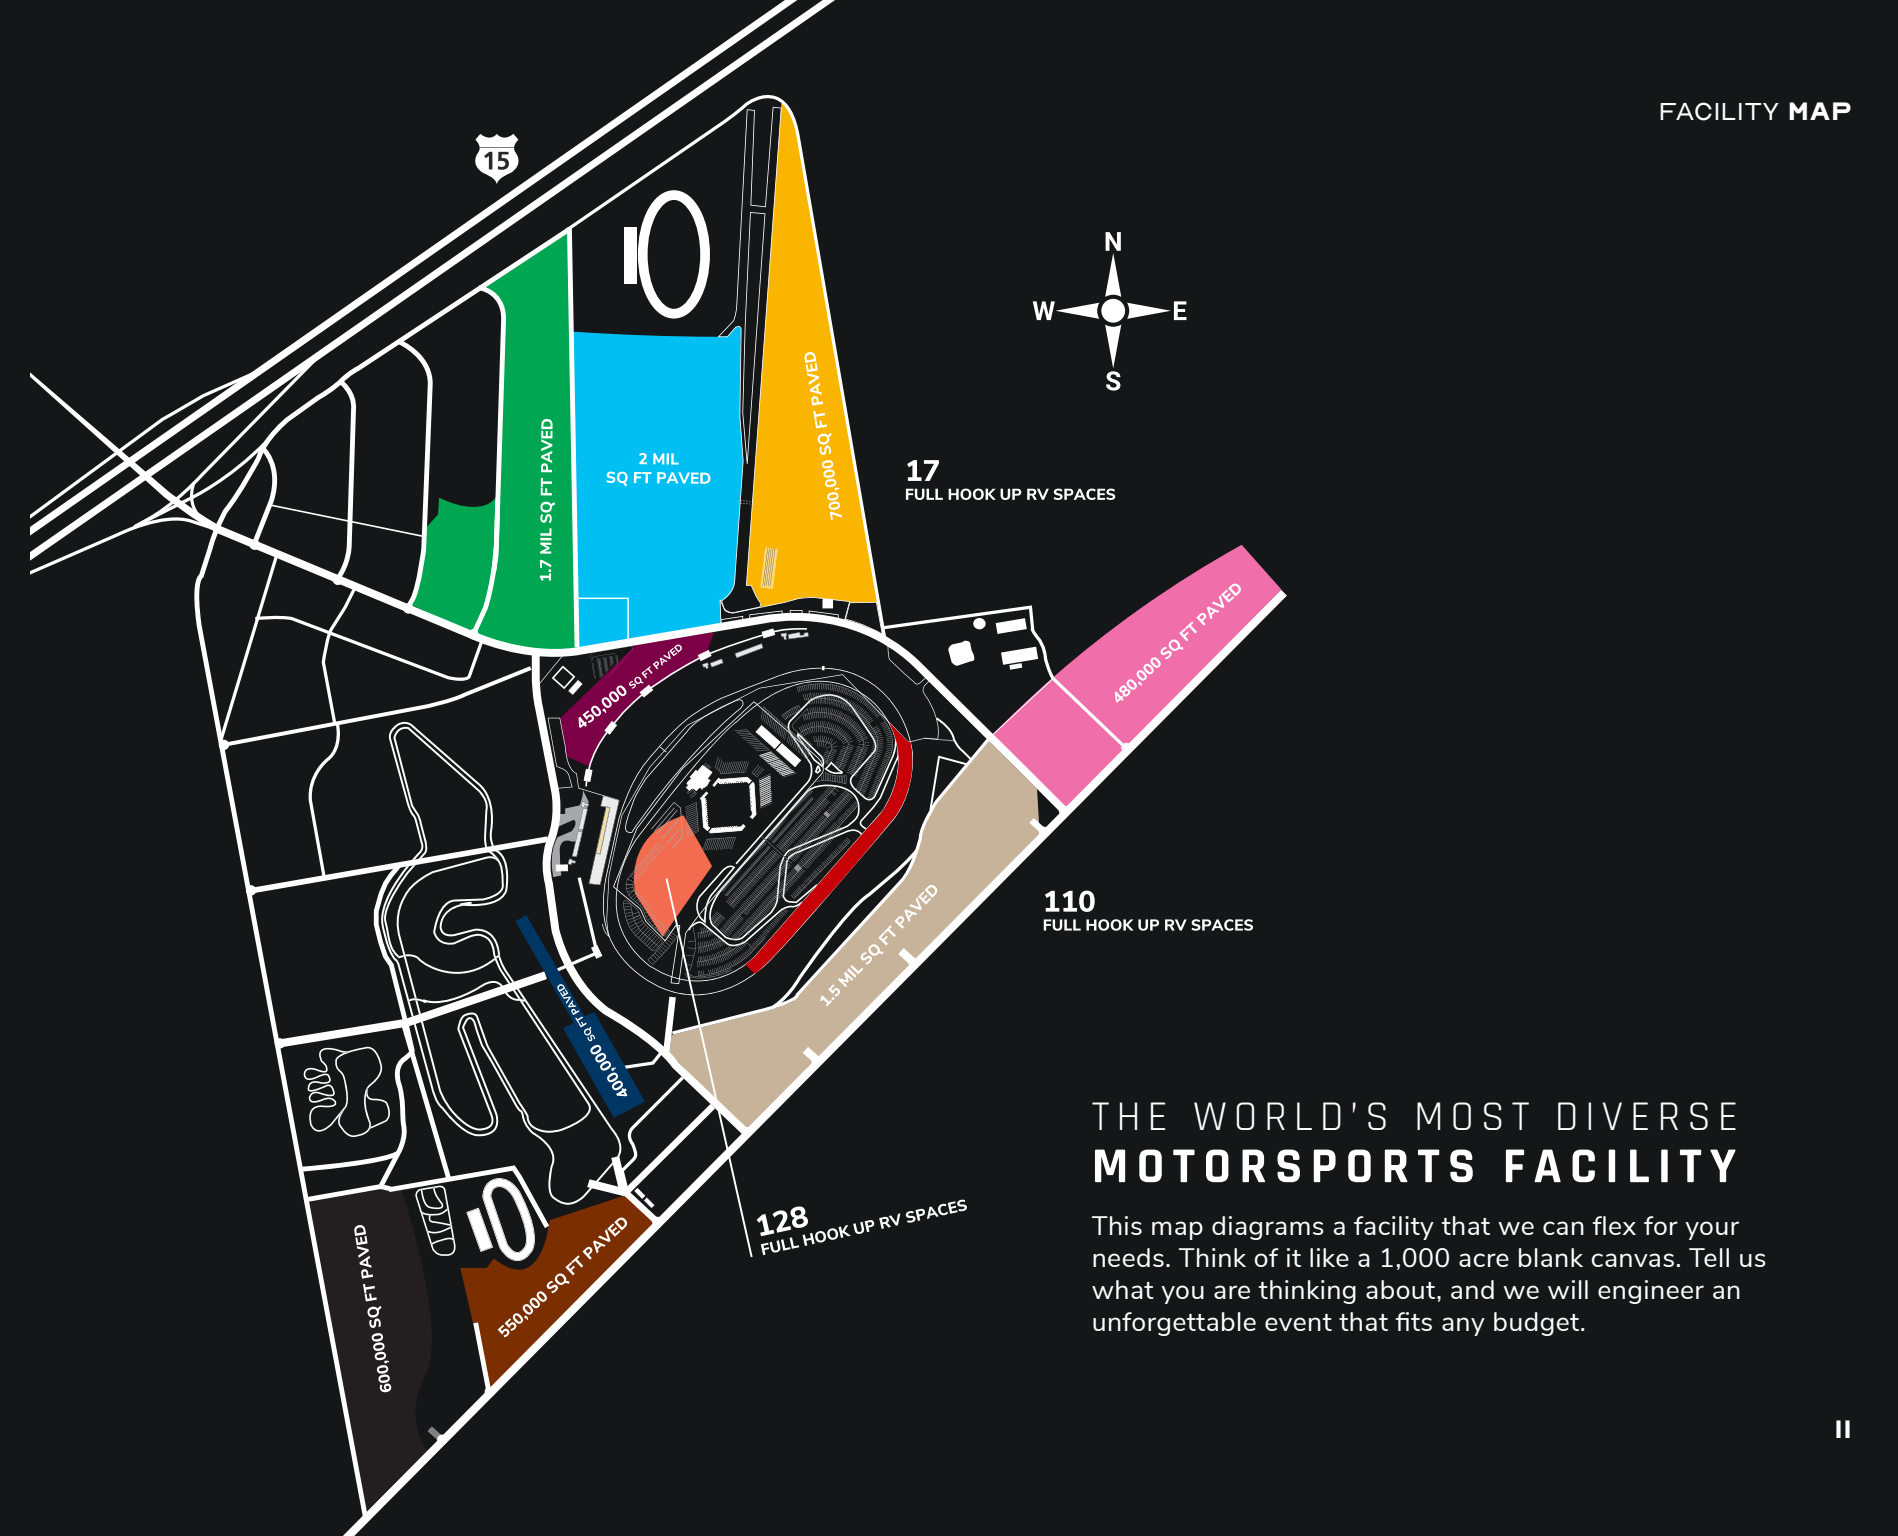 FACILITY MAP
15
N
W E
S
1.7 MIL SQ FT PAVED
2 MIL
SQ FT PAVED
700,000 SQ FT PAVED
17
FULL HOOK UP RV SPACES
480,000 SQ FT PAVED
450,000 SQ FT PAVED
110
FULL HOOK UP RV SPACES
1.5 MIL SQ FT PAVED
400,000 SQ FT PAVED
128
FULL HOOK UP RV SPACES
550,000 SQ FT PAVED
600,000 SQ FT PAVED
THE WORLD'S MOST DIVERSE
MOTORSPORTS FACILITY
This map diagrams a facility that we can flex for your
needs. Think of it like a 1,000 acre blank canvas. Tell us
what you are thinking about, and we will engineer an
unforgettable event that fits any budget.
II